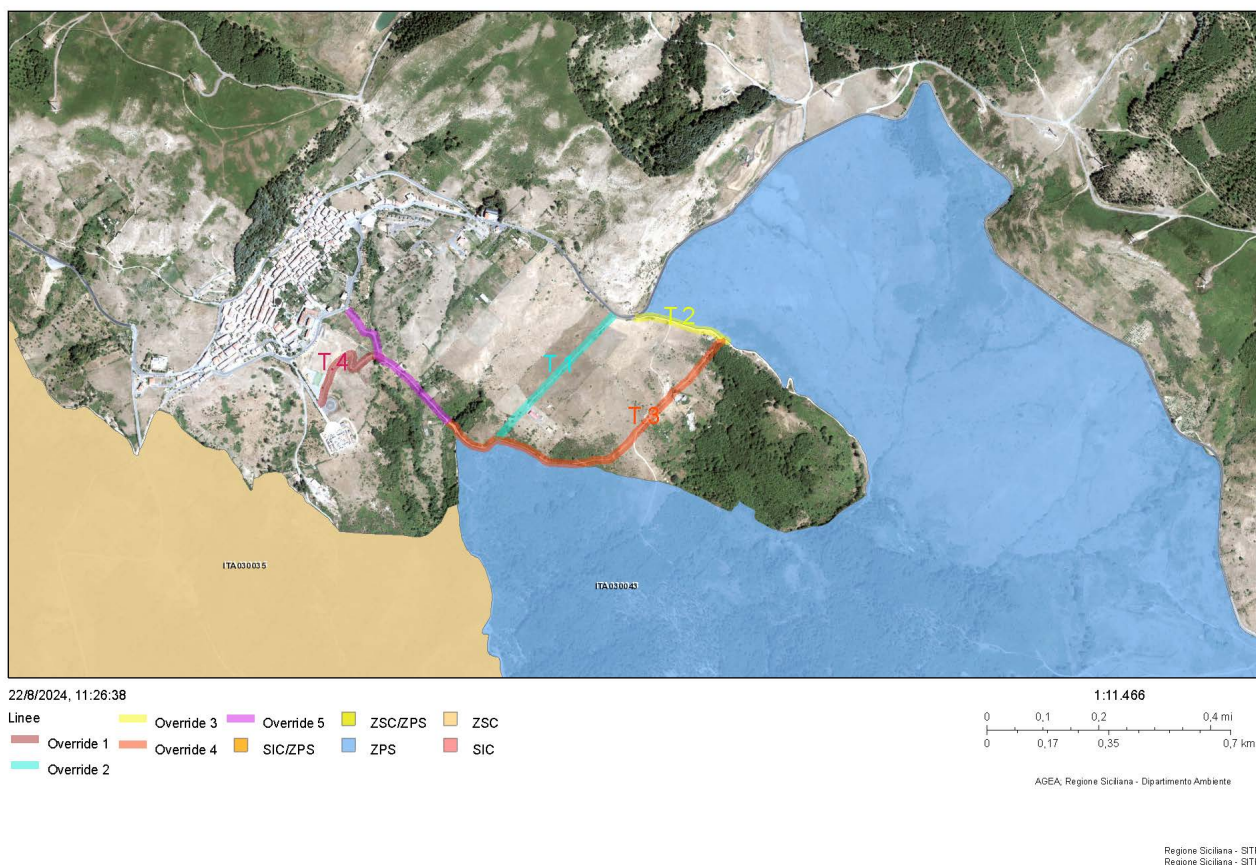 T.2
T.4
T.3
ITA030035
ITA030043
22/8/2024, 11:26:38
1:11.466
Linee
Override 1
Override 2
Override 3
Override 4
Override 5
SIC/ZPS
ZSC/ZPS
ZPS
ZSC
SIC
0 0,1 0,2 0,4 mi
0 0,17 0,35 0,7 km
AGEA; Regione Siciliana - Dipartimento Ambiente
Regione Siciliana - SITI
Regione Siciliana - SITI